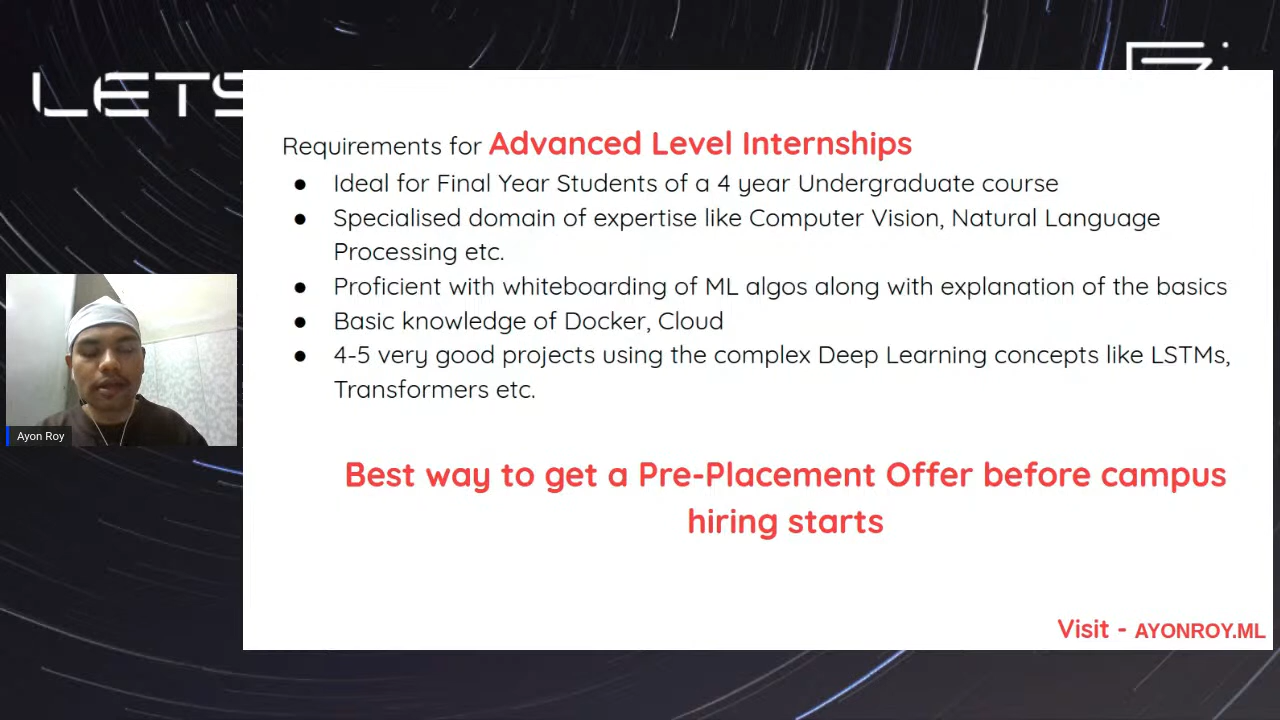 LETS
Requirements for Advanced Level Internships
● Ideal for Final Year Students of a 4 year Undergraduate course
● Specialised domain of expertise like Computer Vision, Natural Language
Processing etc.
● Proficient with whiteboarding of ML algos along with explanation of the basics
● Basic knowledge of Docker, Cloud
● 4-5 very good projects using the complex Deep Learning concepts like LSTMs,
Transformers etc.
Ayon Roy
Best way to get a Pre-Placement Offer before campus
hiring starts
Visit - AYONROY.ML